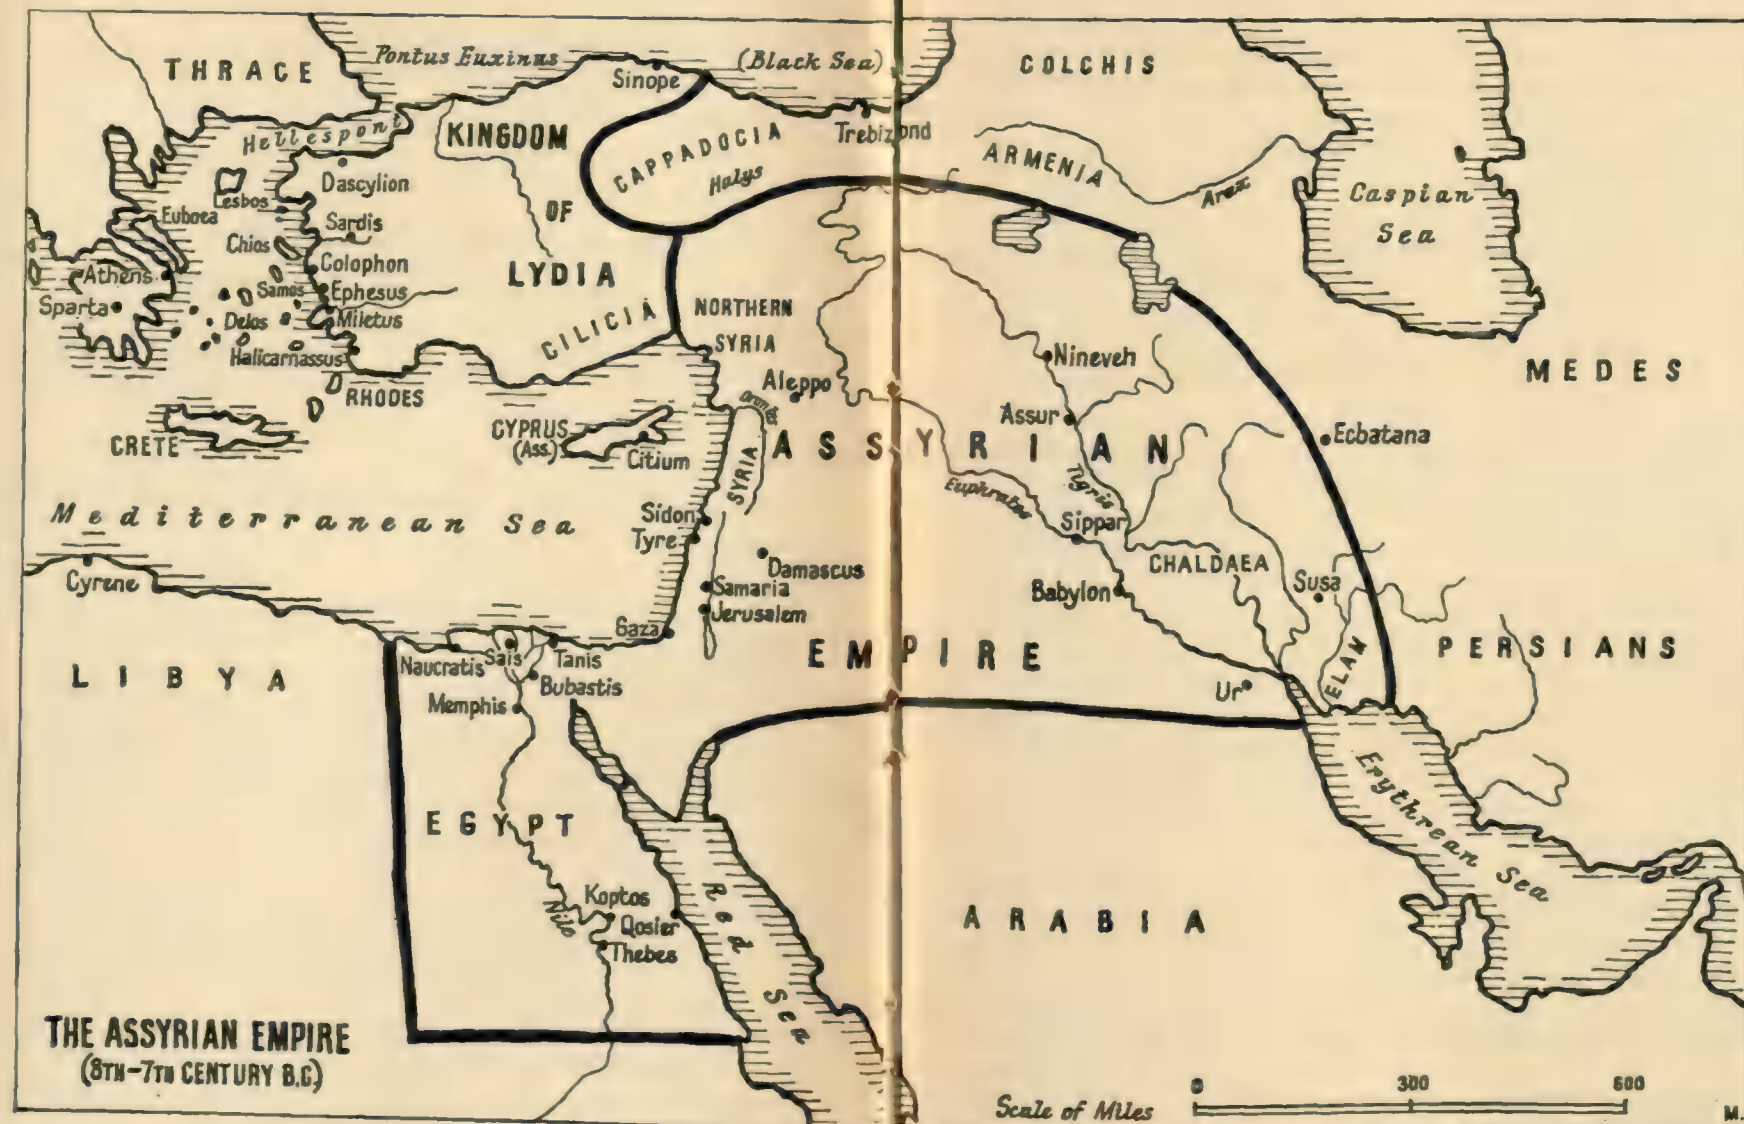 THRACE
Pontus Euxinus
(Black Sea)
COLCHIS
Sinope
Hellespont
KINGDOM
OF
LYDIA
CAPPADOCIA
Halys
Trebizond
ARMENIA
Arax
Caspian
Sea
Dascylion
Lesbos
Euboea
Sardis
Chios
Colophon
Athens
Samos
Ephesus
Sparta
Delos
Miletus
Halicarnassus
CILICIA
NORTHERN
SYRIA
RHODES
CRETE
Nineveh
MEDES
Aleppo
Orontes
Assur
Ecbatana
CYPRUS
(Ass.)
Citium
SYRIA
ASSYRIAN
EMPIRE
Tigris
Euphrates
Mediterranean Sea
Sidon
Tyre
Sippar
Damascus
CHALDAEA
Susa
Cyrene
Samaria
Jerusalem
Babylon
Gaza
LIBYA
Naucratis
Sais
Tanis
Bubastis
Memphis
Ur
ELAM
PERSIANS
EGYPT
Erythrean Sea
Koptos
Nile
Qosier
Thebes
Red Sea
ARABIA
THE ASSYRIAN EMPIRE
(8TH-7TH CENTURY B.C)
Scale of Miles
0 300 600